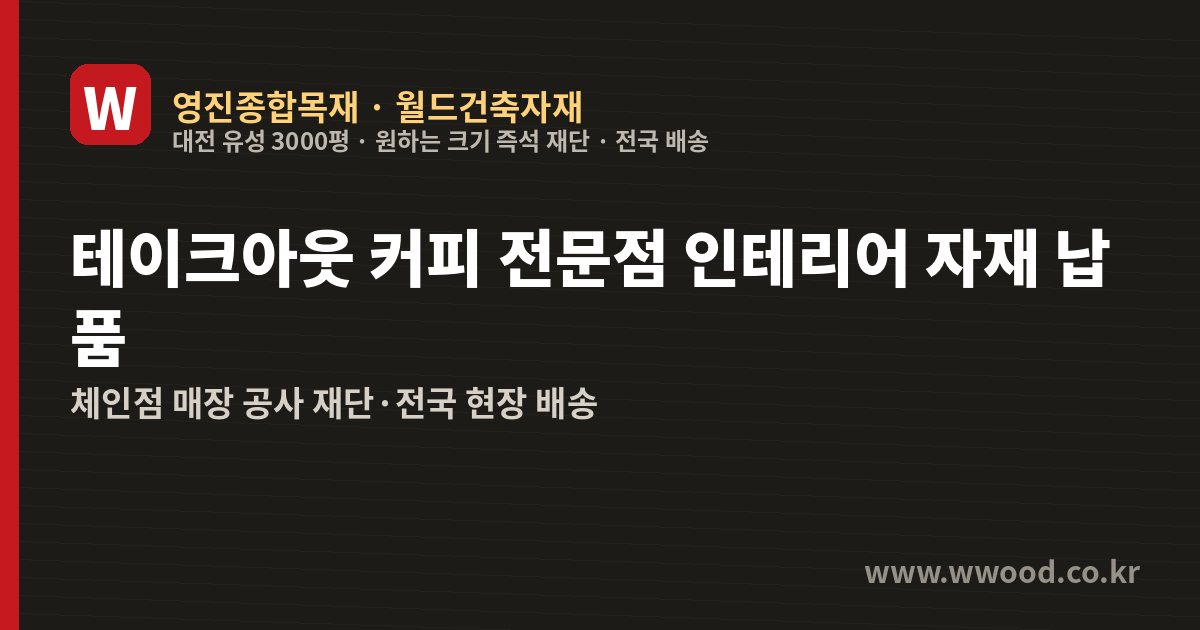 W
영진종합목재 · 월드건축자재
대전 유성 3000평 · 원하는 크기 즉석 재단 · 전국 배송
테이크아웃 커피 전문점 인테리어 자재 납
품
체인점 매장 공사 재단·전국 현장 배송
www.wwood.co.kr